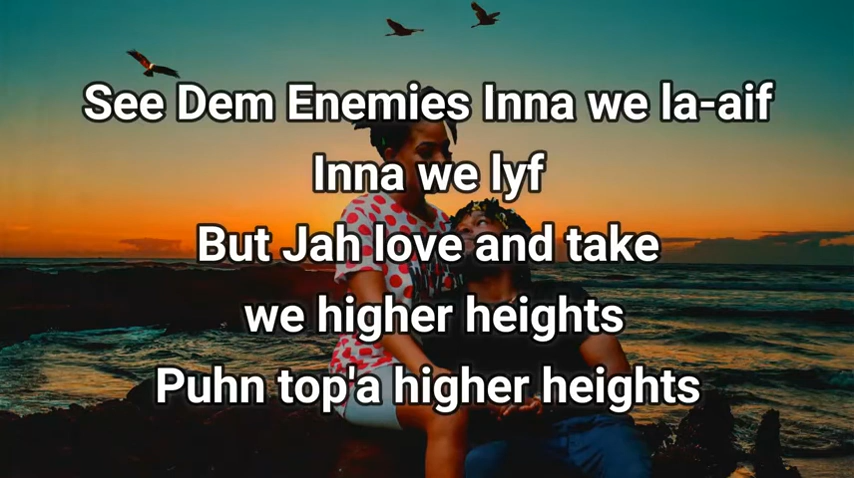 See Dem Enemies Inna we la-aif
Inna we lyf
But Jah love and take
we higher heights
Puhn top'a higher heights